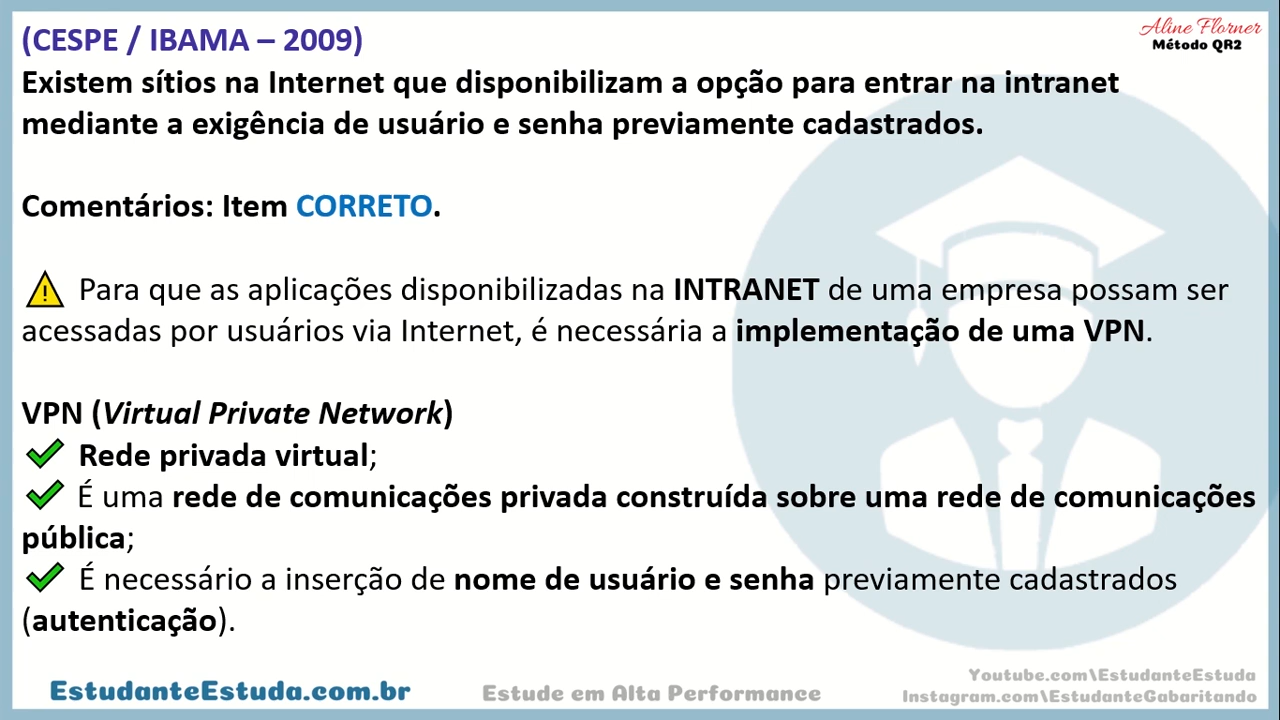 (CESPE / IBAMA – 2009)
Aline Florner
Método QR2
Existem sítios na Internet que disponibilizam a opção para entrar na intranet
mediante a exigência de usuário e senha previamente cadastrados.
Comentários: Item CORRETO.
Para que as aplicações disponibilizadas na INTRANET de uma empresa possam ser
acessadas por usuários via Internet, é necessária a implementação de uma VPN.
VPN (Virtual Private Network)
Rede privada virtual;
É uma rede de comunicações privada construída sobre uma rede de comunicações
pública;
É necessário a inserção de nome de usuário e senha previamente cadastrados
(autenticação).
EstudanteEstuda.com.br
Estude em Alta Performance
Youtube.com\EstudanteEstuda
Instagram.com\EstudanteGabaritando